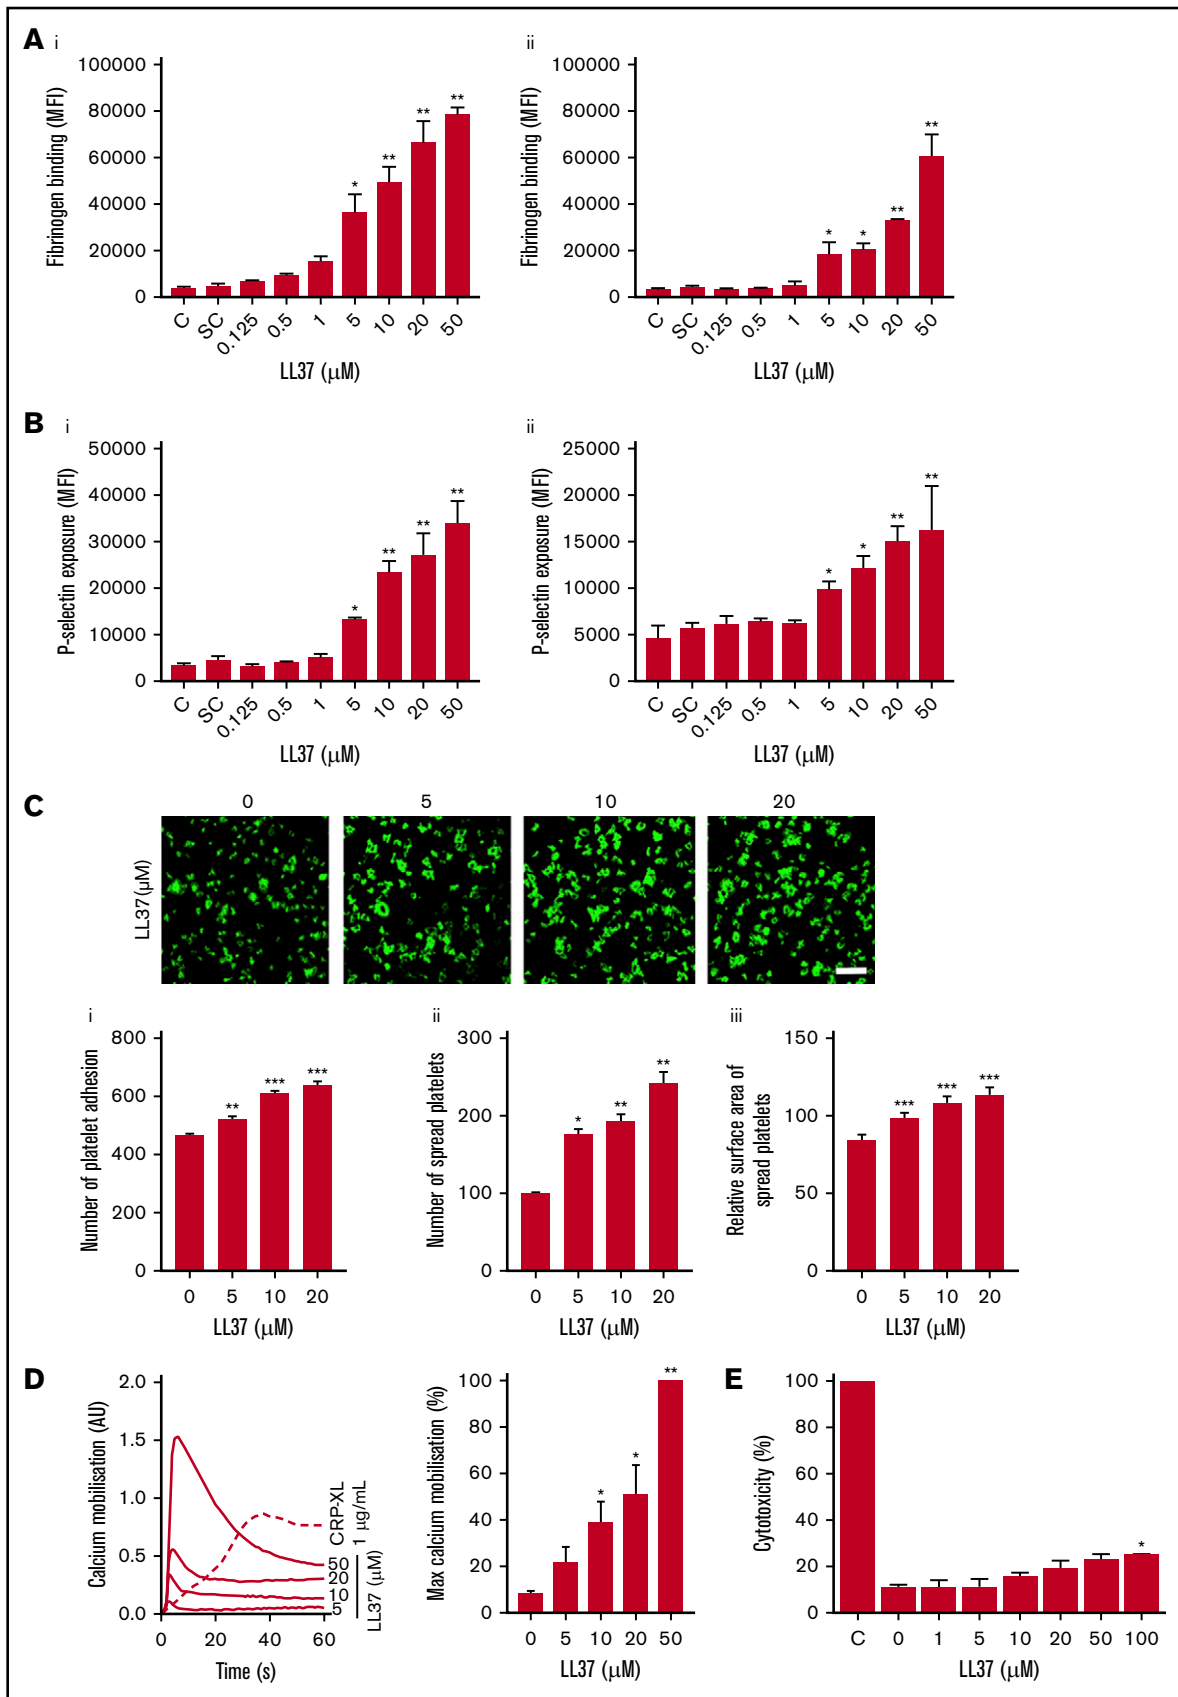 A i ii
Fibrinogen binding (MFI)
100000
80000
60000
40000
20000
0
* ** ** **
C SC 0.125 0.5 1 5 10 20 50
LL37 (μM)
Fibrinogen binding (MFI)
100000
80000
60000
40000
20000
0
* * ** **
C SC 0.125 0.5 1 5 10 20 50
LL37 (μM)
B i ii
P-selectin exposure (MFI)
50000
40000
30000
20000
10000
0
* ** ** **
C SC 0.125 0.5 1 5 10 20 50
LL37 (μM)
P-selectin exposure (MFI)
25000
20000
15000
10000
5000
0
* * ** **
C SC 0.125 0.5 1 5 10 20 50
LL37 (μM)
C
0 5 10 20
LL37 (μM)
i
Number of platelet adhesion
800
600
400
200
0
** *** ***
0 5 10 20
LL37 (μM)
ii
Number of spread platelets
300
200
100
0
* ** **
0 5 10 20
LL37 (μM)
iii
Relative surface area of
spread platelets
150
100
50
0
*** *** ***
0 5 10 20
LL37 (μM)
D
Calcium mobilisation (AU)
2.0
1.5
1.0
0.5
0.0
0 20 40 60
Time (s)
CRP-XL
1 μg/mL
50
20
10
5
LL37 (μM)
Max calcium mobilisation (%)
100
80
60
40
20
0
* * **
0 5 10 20 50
LL37 (μM)
E
Cytotoxicity (%)
100
80
60
40
20
0
*
C 0 1 5 10 20 50 100
LL37 (μM)